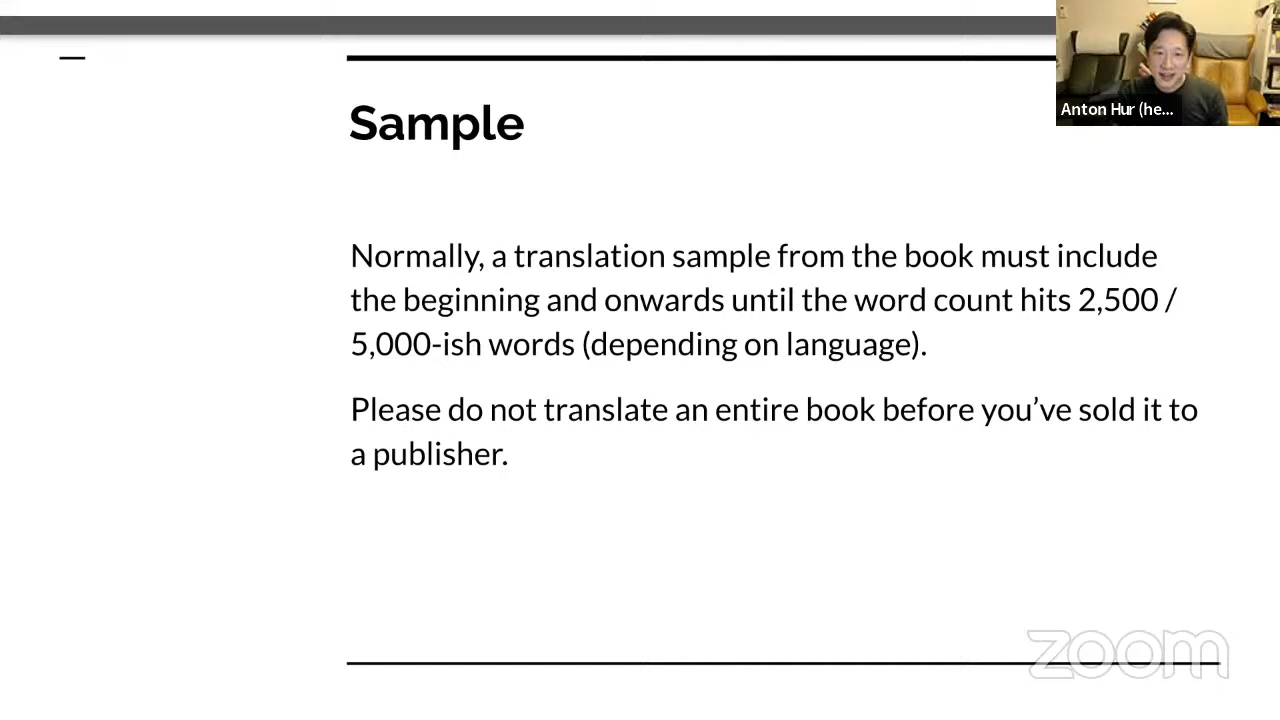 Sample
Anton Hur (he...
Normally, a translation sample from the book must include
the beginning and onwards until the word count hits 2,500 /
5,000-ish words (depending on language).
Please do not translate an entire book before you’ve sold it to
a publisher.
zoom